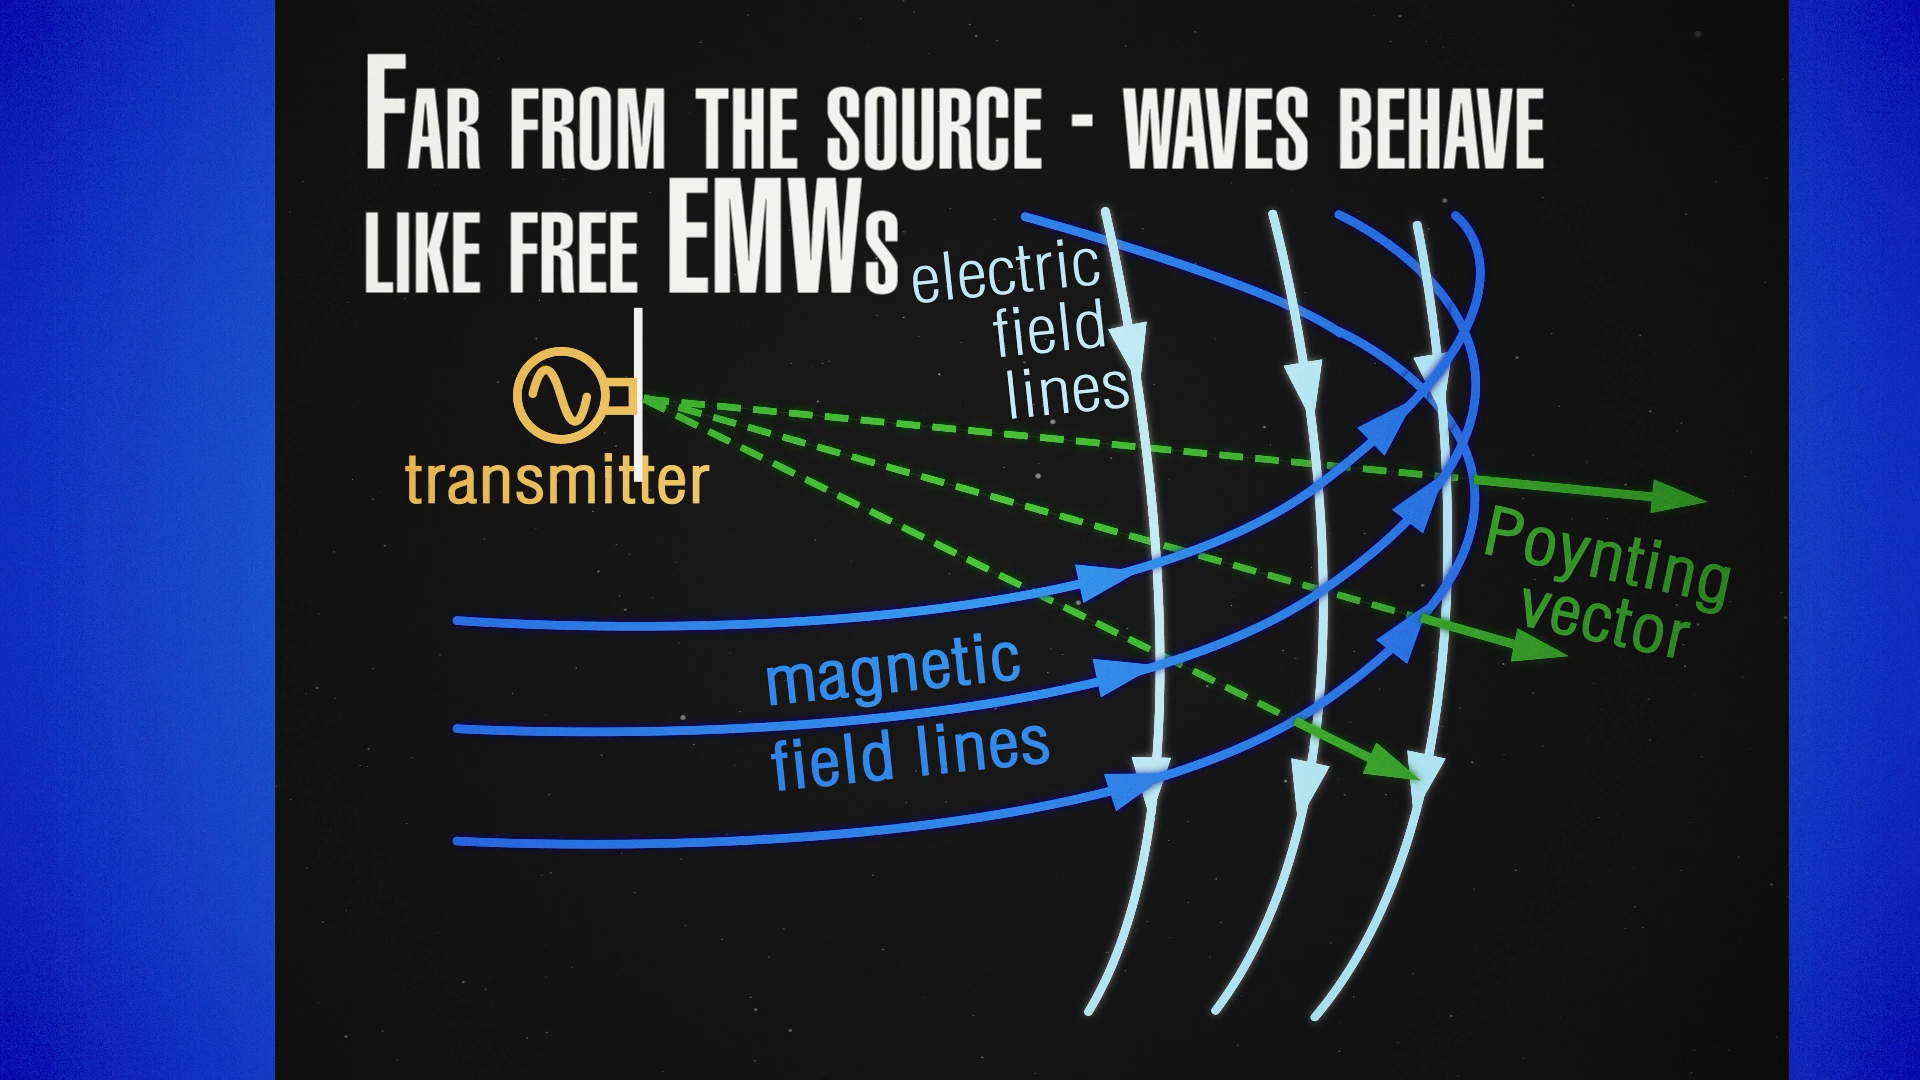 Far from the source - waves behave
like free EMWs
electric
field
lines
transmitter
Poynting
vector
magnetic
field lines